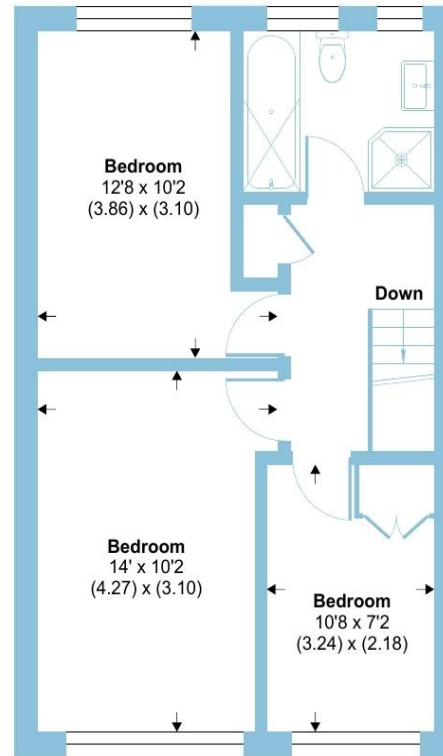 Bedroom
12'8 x 10'2
(3.86) x (3.10)
Down
Bedroom
14' x 10'2
(4.27) x (3.10)
Bedroom
10'8 x 7'2
(3.24) x (2.18)